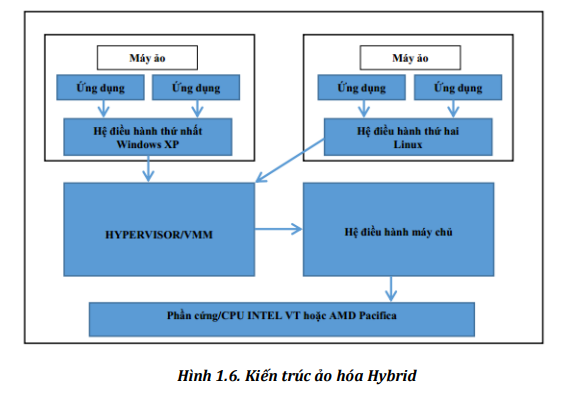 Máy ảo
Máy ảo
Ứng dụng
Ứng dụng
Ứng dụng
Ứng dụng
Hệ điều hành thứ nhất
Windows XP
Hệ điều hành thứ hai
Linux
HYPERVISOR/VMM
Hệ điều hành máy chủ
Phần cứng/CPU INTEL VT hoặc AMD Pacifica
Hình 1.6. Kiến trúc ảo hóa Hybrid